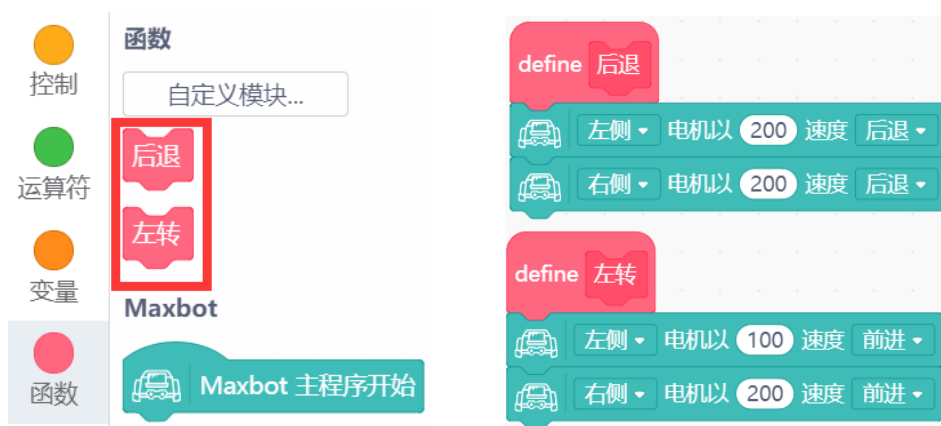 控制
运算符
变量
函数
函数
自定义模块...
后退
左转
Maxbot
Maxbot 主程序开始
define 后退
左侧 电机以 200 速度 后退
右侧 电机以 200 速度 后退
define 左转
左侧 电机以 100 速度 前进
右侧 电机以 200 速度 前进